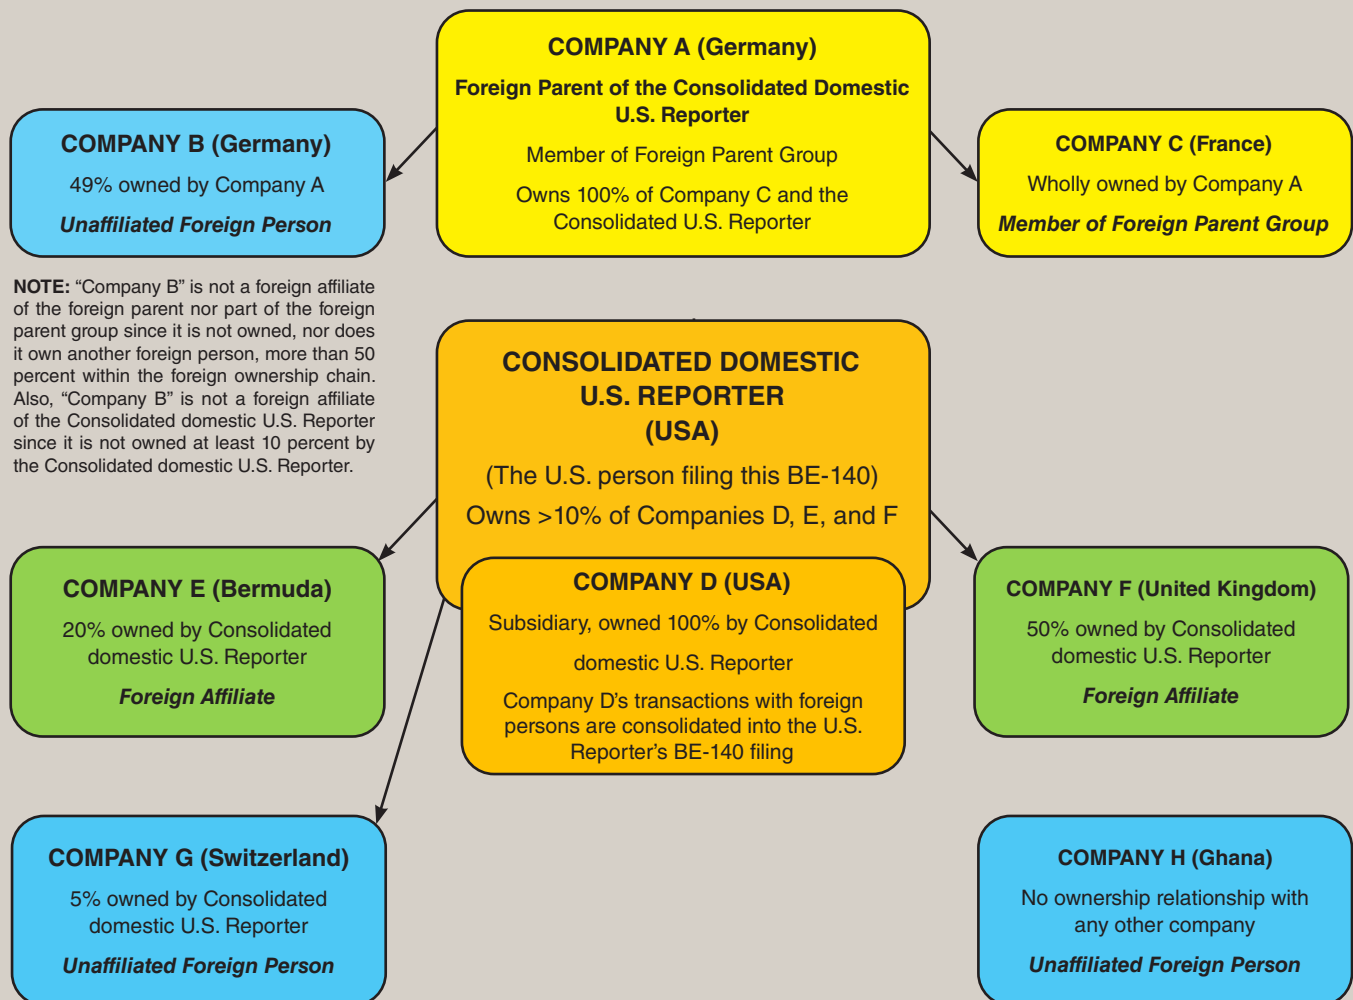 COMPANY A (Germany)
Foreign Parent of the Consolidated Domestic
U.S. Reporter
Member of Foreign Parent Group
Owns 100% of Company C and the
Consolidated U.S. Reporter
COMPANY B (Germany)
49% owned by Company A
Unaffiliated Foreign Person
COMPANY C (France)
Wholly owned by Company A
Member of Foreign Parent Group
NOTE: “Company B” is not a foreign affiliate
of the foreign parent nor part of the foreign
parent group since it is not owned, nor does
it own another foreign person, more than 50
percent within the foreign ownership chain.
Also, “Company B” is not a foreign affiliate
of the Consolidated domestic U.S. Reporter
since it is not owned at least 10 percent by
the Consolidated domestic U.S. Reporter.
CONSOLIDATED DOMESTIC
U.S. REPORTER
(USA)
(The U.S. person filing this BE-140)
Owns >10% of Companies D, E, and F
COMPANY E (Bermuda)
20% owned by Consolidated
domestic U.S. Reporter
Foreign Affiliate
COMPANY D (USA)
Subsidiary, owned 100% by Consolidated
domestic U.S. Reporter
Company D’s transactions with foreign
persons are consolidated into the U.S.
Reporter’s BE-140 filing
COMPANY F (United Kingdom)
50% owned by Consolidated
domestic U.S. Reporter
Foreign Affiliate
COMPANY G (Switzerland)
5% owned by Consolidated
domestic U.S. Reporter
Unaffiliated Foreign Person
COMPANY H (Ghana)
No ownership relationship with
any other company
Unaffiliated Foreign Person